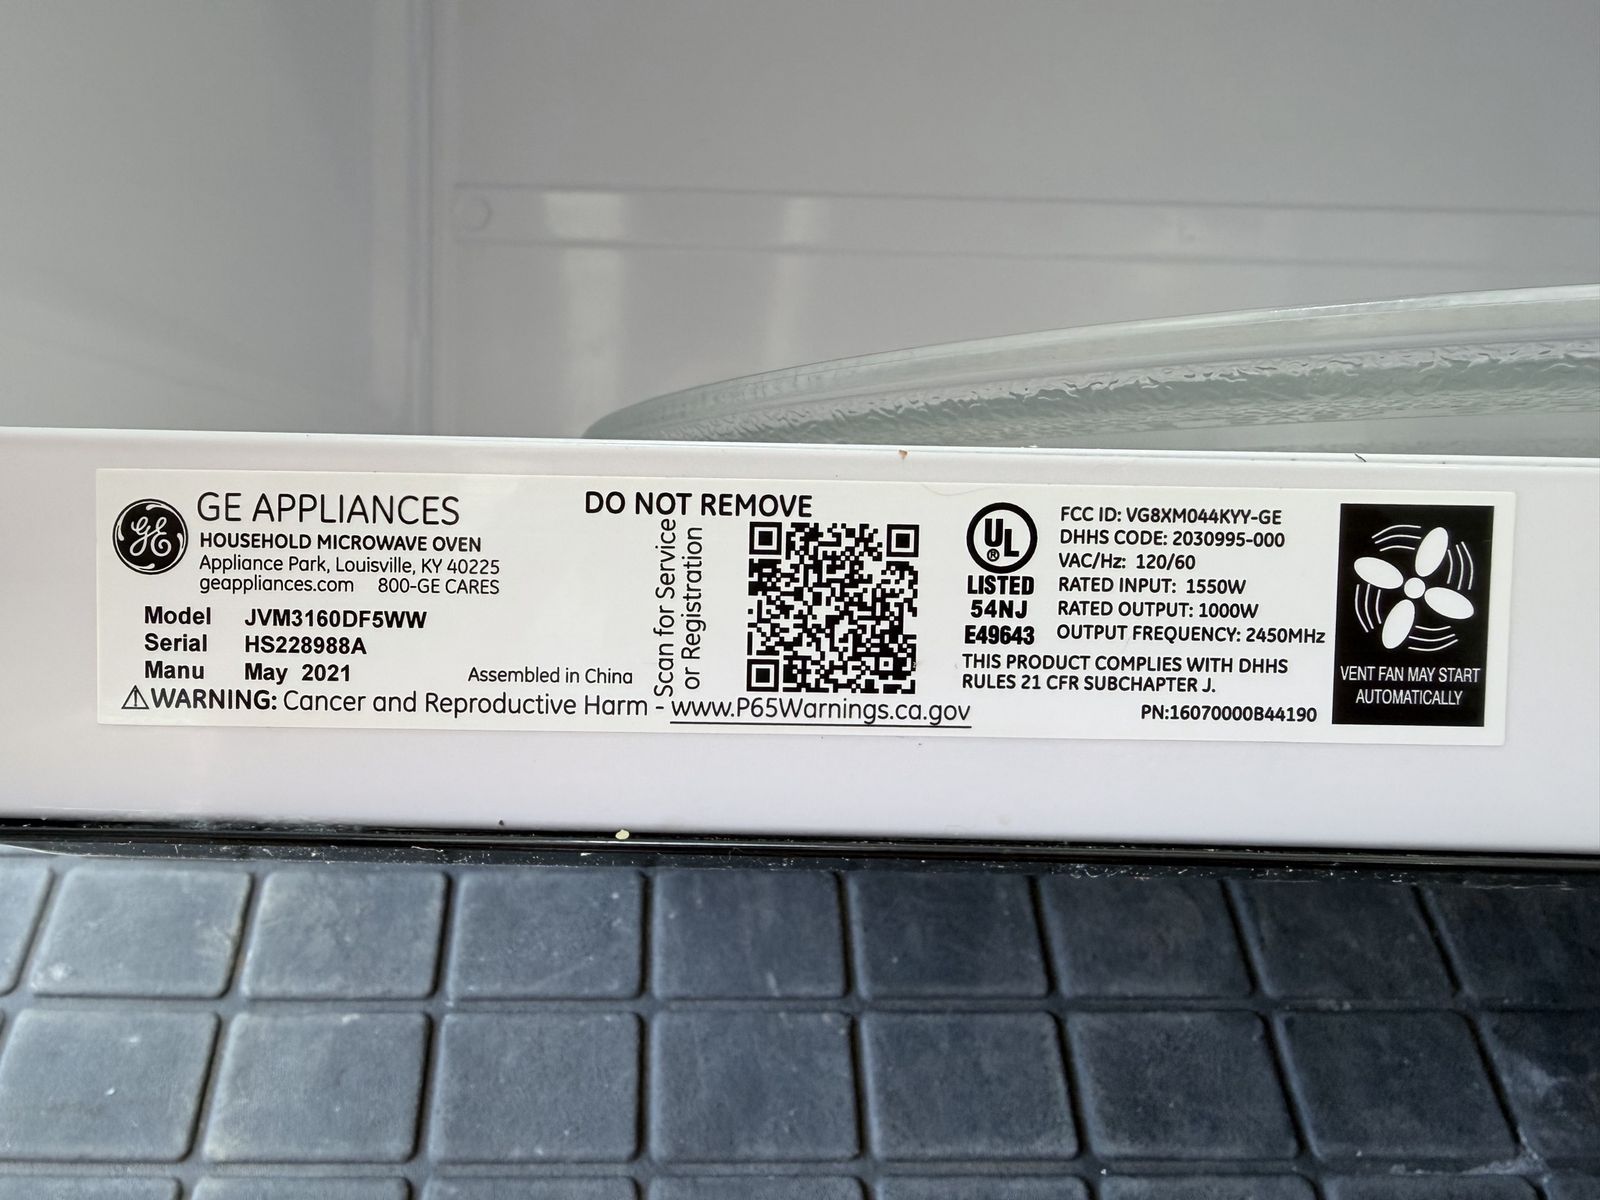 GE APPLIANCES
HOUSEHOLD MICROWAVE OVEN
Appliance Park, Louisville, KY 40225
geappliances.com 800-GE CARES
Model JVM3160DF5WW
Serial HS228988A
Manu May 2021
Assembled in China
⚠WARNING: Cancer and Reproductive Harm - www.P65Warnings.ca.gov
DO NOT REMOVE
Scan for Service
or Registration
UL
®
LISTED
54NJ
E49643
FCC ID: VG8XM044KYY-GE
DHHS CODE: 2030995-000
VAC/Hz: 120/60
RATED INPUT: 1550W
RATED OUTPUT: 1000W
OUTPUT FREQUENCY: 2450MHz
THIS PRODUCT COMPLIES WITH DHHS
RULES 21 CFR SUBCHAPTER J.
PN:16070000B44190
VENT FAN MAY START
AUTOMATICALLY